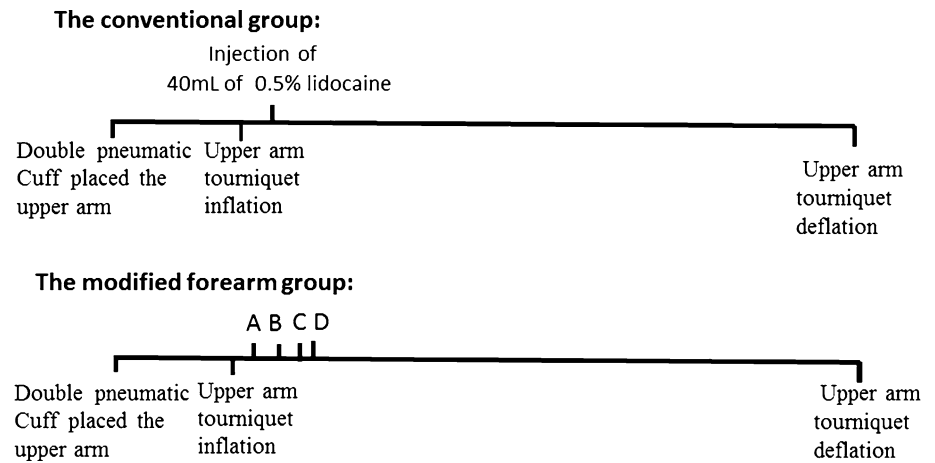 The conventional group:
Injection of
40mL of 0.5% lidocaine
Double pneumatic
Cuff placed the
upper arm
Upper arm
tourniquet
inflation
Upper arm
tourniquet
deflation
The modified forearm group:
A B C D
Double pneumatic
Cuff placed the
upper arm
Upper arm
tourniquet
inflation
Upper arm
tourniquet
deflation